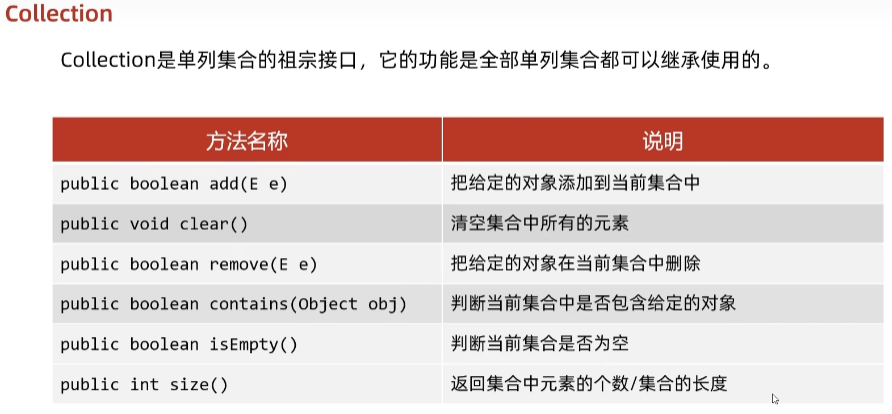 Collection
Collection是单列集合的祖宗接口，它的功能是全部单列集合都可以继承使用的。
方法名称 说明
public boolean add(E e) 把给定的对象添加到当前集合中
public void clear() 清空集合中所有的元素
public boolean remove(E e) 把给定的对象在当前集合中删除
public boolean contains(Object obj) 判断当前集合中是否包含给定的对象
public boolean isEmpty() 判断当前集合是否为空
public int size() 返回集合中元素的个数/集合的长度